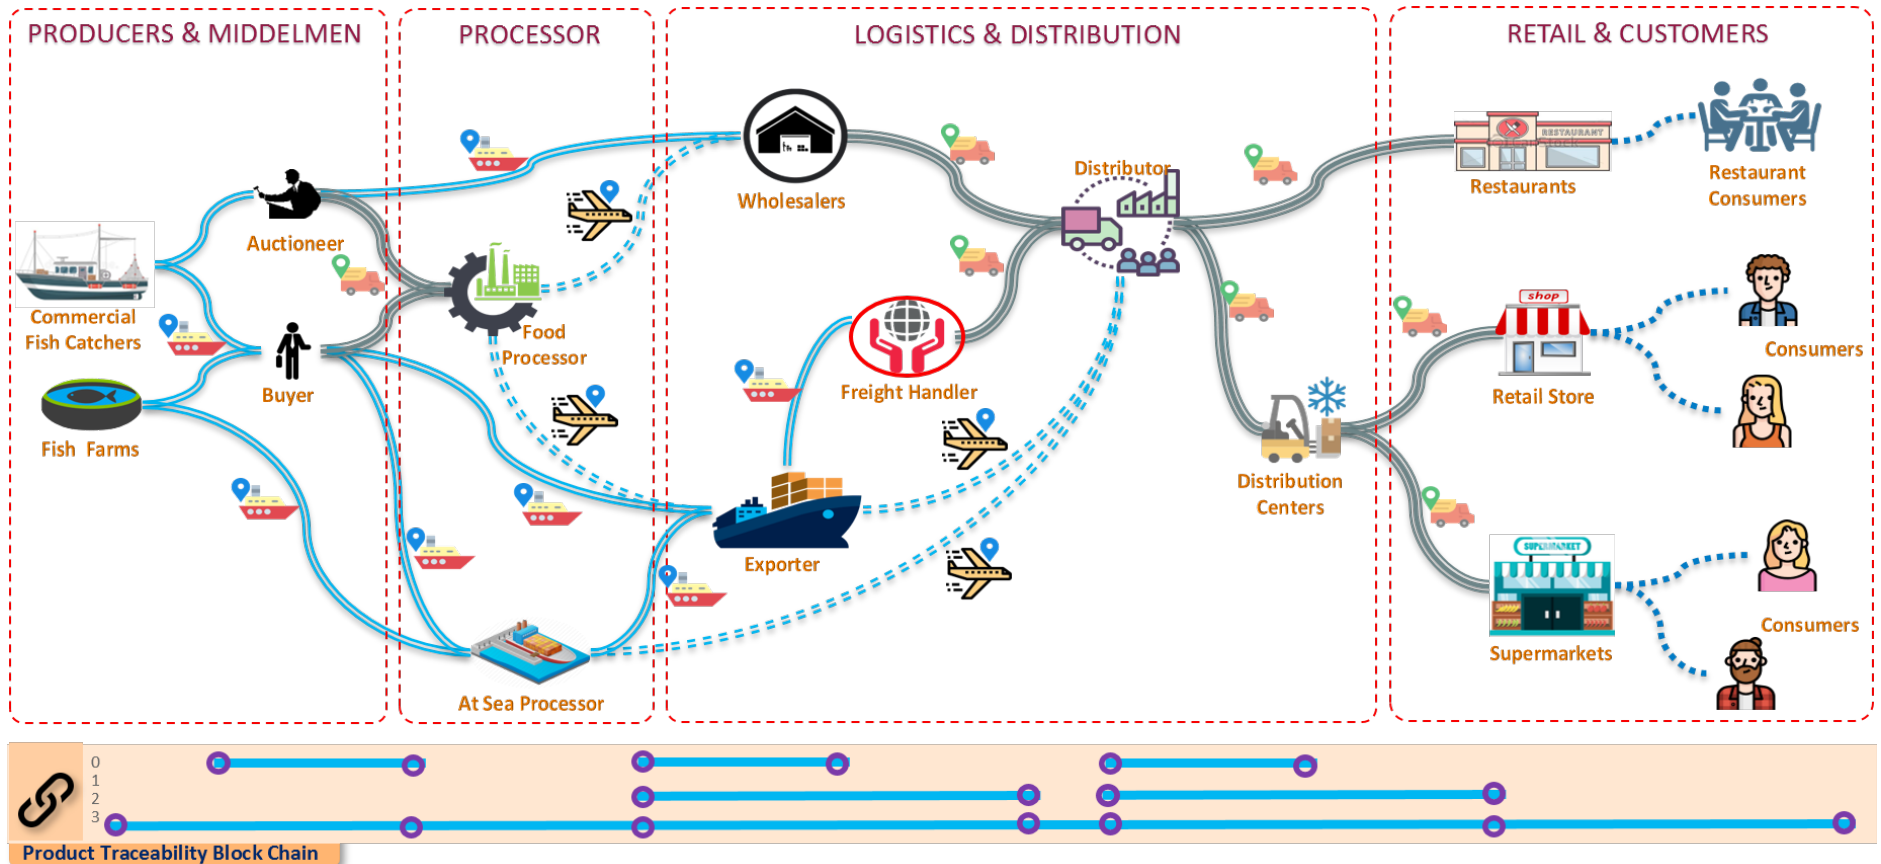 PRODUCERS & MIDDELMEN
PROCESSOR
LOGISTICS & DISTRIBUTION
RETAIL & CUSTOMERS
Auctioneer
Commercial
Fish Catchers
Buyer
Fish Farms
Food
Processor
At Sea Processor
Wholesalers
Distributor
Freight Handler
Exporter
Distribution
Centers
RESTAURANT
Restaurants
Restaurant
Consumers
shop
Retail Store
Consumers
SUPERMARKET
Supermarkets
Consumers
0
1
2
3
Product Traceability Block Chain